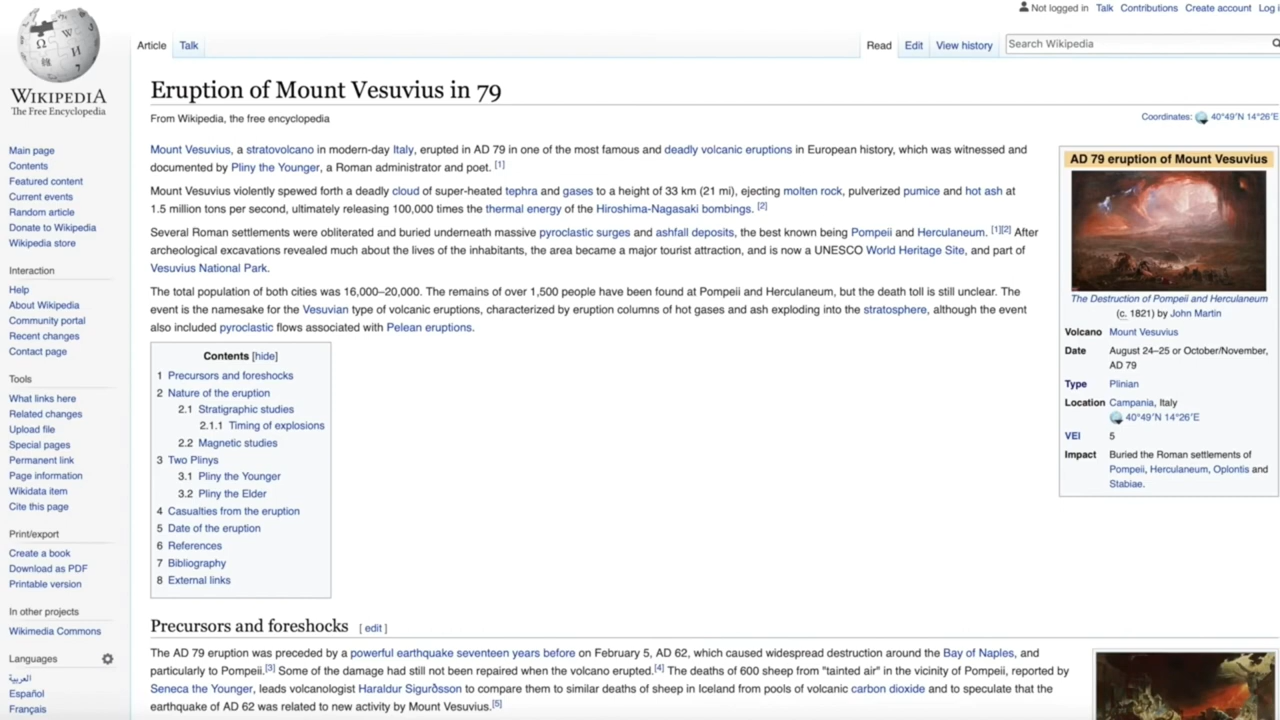 Not logged in Talk Contributions Create account Log i
Article Talk
Read Edit View history
Search Wikipedia
WIKIPEDIA
The Free Encyclopedia
Main page
Contents
Featured content
Current events
Random article
Donate to Wikipedia
Wikipedia store
Interaction
Help
About Wikipedia
Community portal
Recent changes
Contact page
Tools
What links here
Related changes
Upload file
Special pages
Permanent link
Page information
Wikidata item
Cite this page
Print/export
Create a book
Download as PDF
Printable version
In other projects
Wikimedia Commons
Languages
العربية
Español
Français
Eruption of Mount Vesuvius in 79
From Wikipedia, the free encyclopedia
Coordinates: 40°49′N 14°26′E
Mount Vesuvius, a stratovolcano in modern-day Italy, erupted in AD 79 in one of the most famous and deadly volcanic eruptions in European history, which was witnessed and
documented by Pliny the Younger, a Roman administrator and poet. [1]
Mount Vesuvius violently spewed forth a deadly cloud of super-heated tephra and gases to a height of 33 km (21 mi), ejecting molten rock, pulverized pumice and hot ash at
1.5 million tons per second, ultimately releasing 100,000 times the thermal energy of the Hiroshima-Nagasaki bombings. [2]
Several Roman settlements were obliterated and buried underneath massive pyroclastic surges and ashfall deposits, the best known being Pompeii and Herculaneum. [1][2] After
archeological excavations revealed much about the lives of the inhabitants, the area became a major tourist attraction, and is now a UNESCO World Heritage Site, and part of
Vesuvius National Park.
The total population of both cities was 16,000–20,000. The remains of over 1,500 people have been found at Pompeii and Herculaneum, but the death toll is still unclear. The
event is the namesake for the Vesuvian type of volcanic eruptions, characterized by eruption columns of hot gases and ash exploding into the stratosphere, although the event
also included pyroclastic flows associated with Pelean eruptions.
AD 79 eruption of Mount Vesuvius
The Destruction of Pompeii and Herculaneum
(c. 1821) by John Martin
Volcano Mount Vesuvius
Date August 24–25 or October/November,
AD 79
Type Plinian
Location Campania, Italy
40°49′N 14°26′E
VEI 5
Impact Buried the Roman settlements of
Pompeii, Herculaneum, Oplontis and
Stabiae.
Contents [hide]
1 Precursors and foreshocks
2 Nature of the eruption
2.1 Stratigraphic studies
2.1.1 Timing of explosions
2.2 Magnetic studies
3 Two Plinys
3.1 Pliny the Younger
3.2 Pliny the Elder
4 Casualties from the eruption
5 Date of the eruption
6 References
7 Bibliography
8 External links
Precursors and foreshocks [ edit ]
The AD 79 eruption was preceded by a powerful earthquake seventeen years before on February 5, AD 62, which caused widespread destruction around the Bay of Naples, and
particularly to Pompeii.[3] Some of the damage had still not been repaired when the volcano erupted.[4] The deaths of 600 sheep from "tainted air" in the vicinity of Pompeii, reported by
Seneca the Younger, leads volcanologist Haraldur Sigurðsson to compare them to similar deaths of sheep in Iceland from pools of volcanic carbon dioxide and to speculate that the
earthquake of AD 62 was related to new activity by Mount Vesuvius.[5]